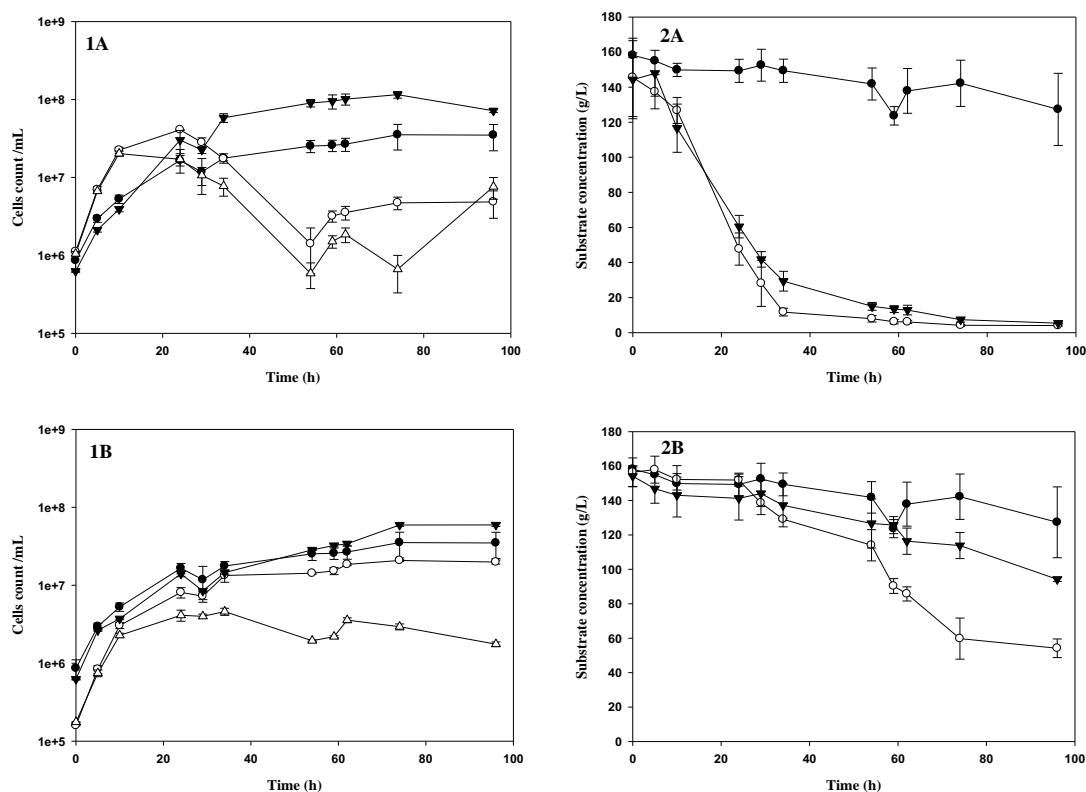 1A
1e+9
1e+8
1e+7
1e+6
1e+5
Cells count /mL
0 20 40 60 80 100
Time (h)
2A
180
160
140
120
100
80
60
40
20
0
Substrate concentration (g/L)
0 20 40 60 80 100
Time (h)
1B
1e+9
1e+8
1e+7
1e+6
1e+5
Cells count /mL
0 20 40 60 80 100
Time (h)
2B
180
160
140
120
100
80
60
40
20
0
Substrate concentration (g/L)
0 20 40 60 80 100
Time (h)